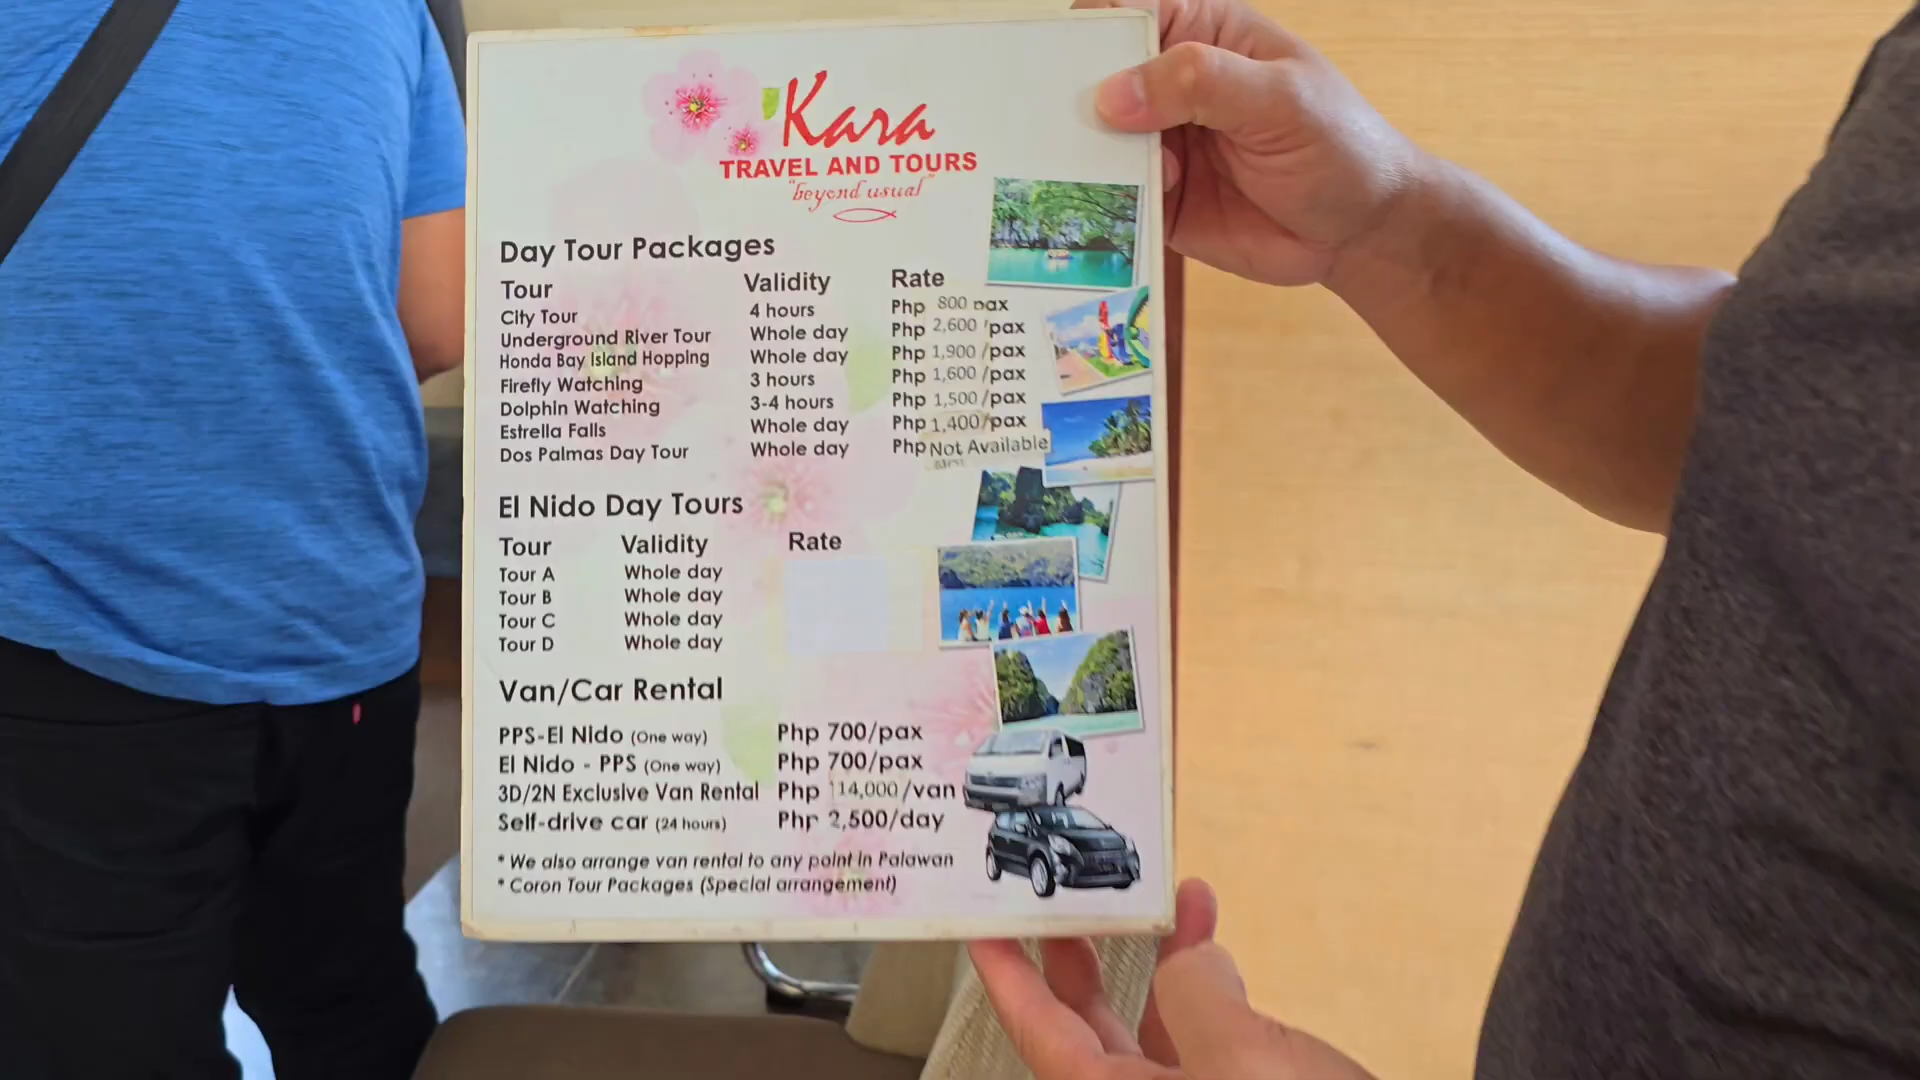 Kara
TRAVEL AND TOURS
"beyond usual"
Day Tour Packages
Tour Validity Rate
City Tour 4 hours Php 800 pax
Underground River Tour Whole day Php 2,600 /pax
Honda Bay Island Hopping Whole day Php 1,900 /pax
Firefly Watching 3 hours Php 1,600 /pax
Dolphin Watching 3-4 hours Php 1,500 /pax
Estrella Falls Whole day Php 1,400/pax
Dos Palmas Day Tour Whole day Php Not Available
El Nido Day Tours
Tour Validity Rate
Tour A Whole day
Tour B Whole day
Tour C Whole day
Tour D Whole day
Van/Car Rental
PPS-El Nido (One way) Php 700/pax
El Nido - PPS (One way) Php 700/pax
3D/2N Exclusive Van Rental Php 14,000/van
Self-drive car (24 hours) Php 2,500/day
* We also arrange van rental to any point in Palawan
* Coron Tour Packages (Special arrangement)